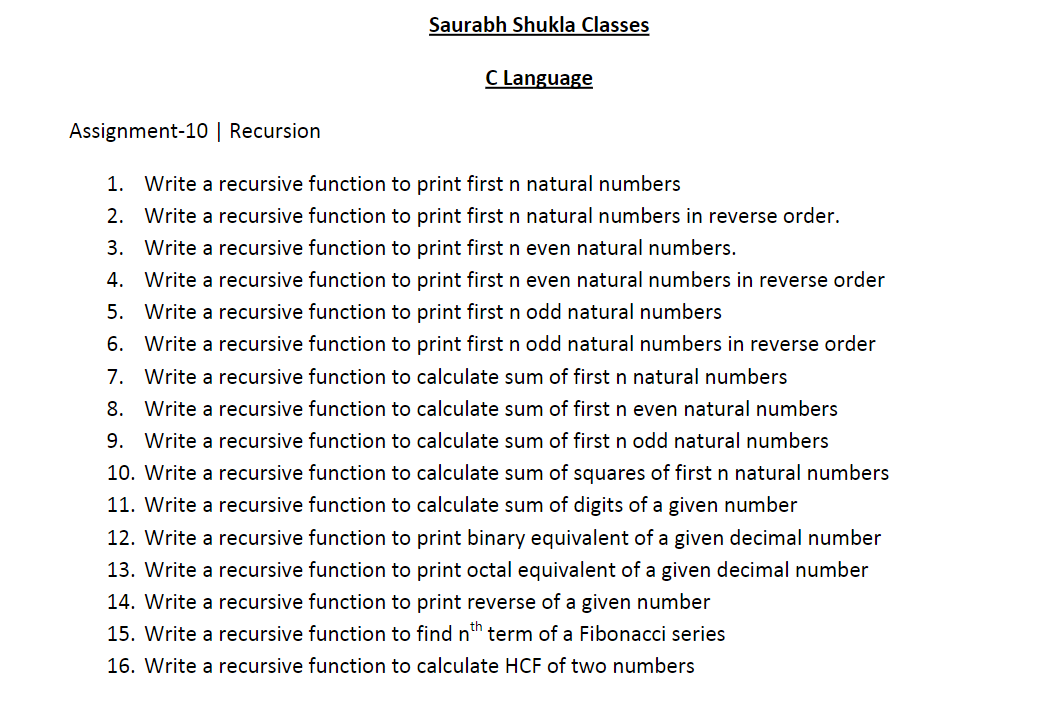 Saurabh Shukla Classes
C Language
Assignment-10 | Recursion
1. Write a recursive function to print first n natural numbers
2. Write a recursive function to print first n natural numbers in reverse order.
3. Write a recursive function to print first n even natural numbers.
4. Write a recursive function to print first n even natural numbers in reverse order
5. Write a recursive function to print first n odd natural numbers
6. Write a recursive function to print first n odd natural numbers in reverse order
7. Write a recursive function to calculate sum of first n natural numbers
8. Write a recursive function to calculate sum of first n even natural numbers
9. Write a recursive function to calculate sum of first n odd natural numbers
10. Write a recursive function to calculate sum of squares of first n natural numbers
11. Write a recursive function to calculate sum of digits of a given number
12. Write a recursive function to print binary equivalent of a given decimal number
13. Write a recursive function to print octal equivalent of a given decimal number
14. Write a recursive function to print reverse of a given number
15. Write a recursive function to find nth term of a Fibonacci series
16. Write a recursive function to calculate HCF of two numbers